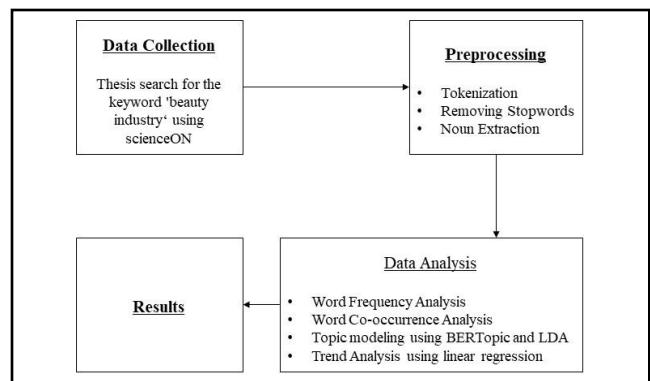 Data Collection
Thesis search for the
keyword 'beauty
industry‘ using
scienceON
Preprocessing
• Tokenization
• Removing Stopwords
• Noun Extraction
Data Analysis
• Word Frequency Analysis
• Word Co-occurrence Analysis
• Topic modeling using BERTopic and LDA
• Trend Analysis using linear regression
Results